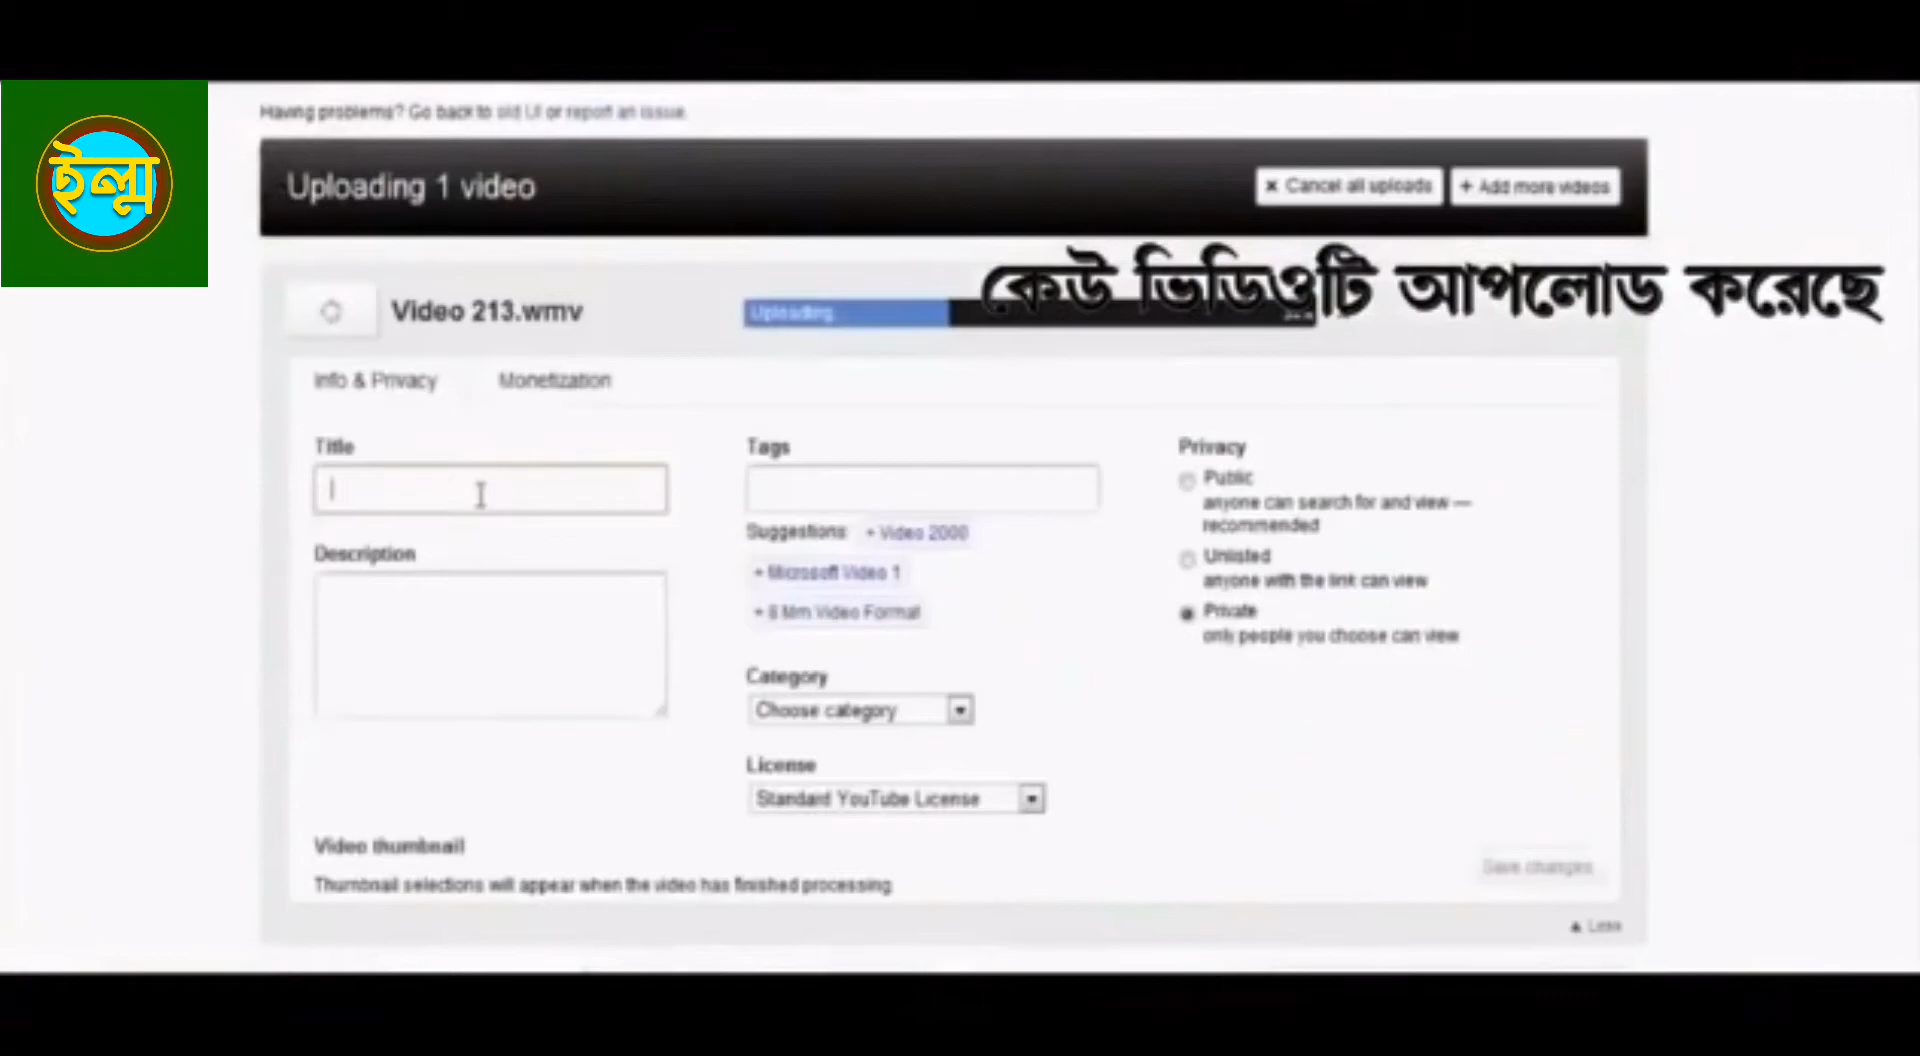 Having problems? Go back to old UI or report an issue.
ইল্ম
Uploading 1 video
× Cancel all uploads
+ Add more videos
কেউ ভিডিওটি আপলোড করেছে
Video 213.wmv
Uploading
Info & Privacy
Monetization
Title
Tags
Privacy
Public
anyone can search for and view —
recommended
Suggestions:
+ Video 2000
Description
Unlisted
anyone with the link can view
+ Microsoft Video 1
Private
only people you choose can view
+ 8 Mm Video Format
Category
Choose category
License
Standard YouTube License
Video thumbnail
Save changes
Thumbnail selections will appear when the video has finished processing
▲ Less